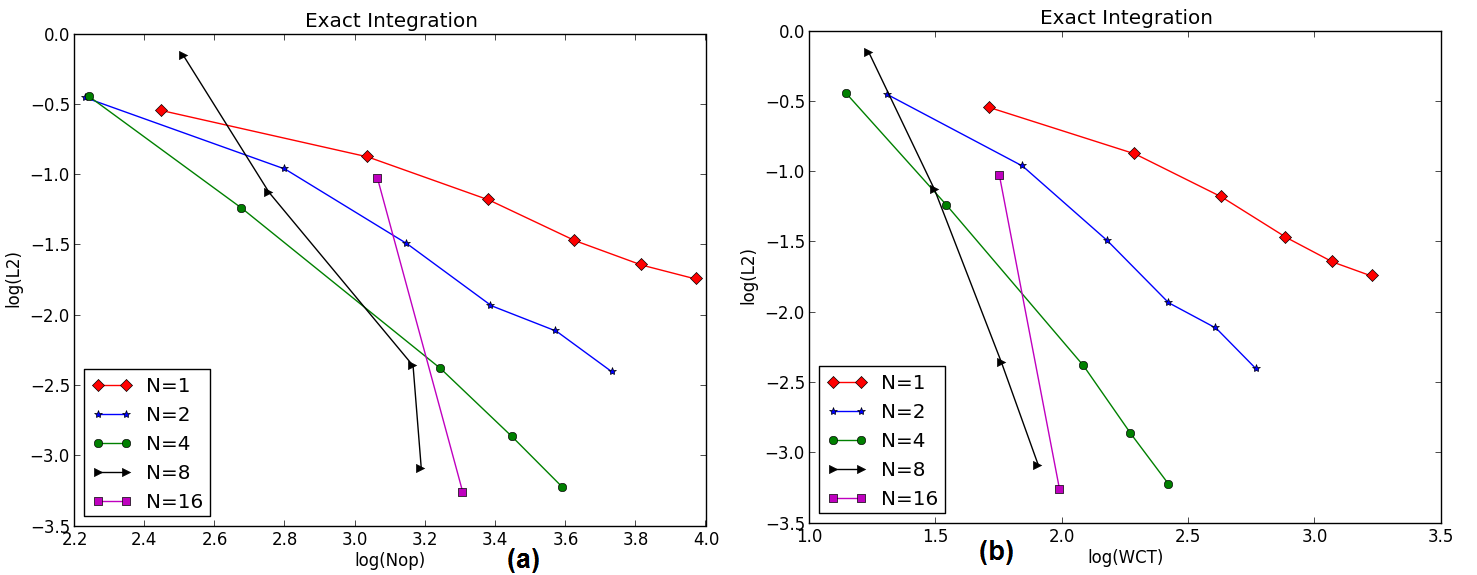 Exact Integration
0.0
−0.5
−1.0
−1.5
−2.0
−2.5
−3.0
−3.5
log(L2)
N=1
N=2
N=4
N=8
N=16
2.2 2.4 2.6 2.8 3.0 3.2 3.4 3.6 3.8 4.0
log(Nop)
(a)
Exact Integration
0.0
−0.5
−1.0
−1.5
−2.0
−2.5
−3.0
−3.5
log(L2)
N=1
N=2
N=4
N=8
N=16
1.0 1.5 2.0 2.5 3.0 3.5
(b)
log(WCT)